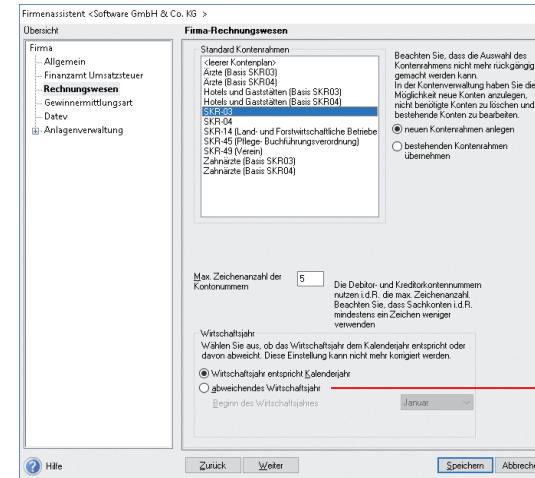 Firmenassistent <Software GmbH & Co. KG >
Übersicht
Firma
Allgemein
Finanzamt Umsatzsteuer
Rechnungswesen
Gewinnermittlungsart
Datev
Anlagenverwaltung
Firma-Rechnungswesen
Standard Kontenrahmen
<leerer Kontenplan>
Ärzte (Basis SKR03)
Ärzte (Basis SKR04)
Hotels und Gaststätten (Basis SKR03)
Hotels und Gaststätten (Basis SKR04)
SKR-03
SKR-04
SKR-14 (Land- und Forstwirtschaftliche Betriebe
SKR-45 (Pflege- Buchführungsverordnung)
SKR-49 (Verein)
Zahnärzte (Basis SKR03)
Zahnärzte (Basis SKR04)
Beachten Sie, dass die Auswahl des
Kontenrahmens nicht mehr rückgängig
gemacht werden kann.
In der Kontenverwaltung haben Sie die
Möglichkeit neue Konten anzulegen,
nicht benötigte Konten zu löschen und
bestehende Konten zu bearbeiten.
neuen Kontenrahmen anlegen
bestehenden Kontenrahmen
übernehmen
Max. Zeichenanzahl der
Kontonummern
5
Die Debitor- und Kreditorkontennummern
nutzen i.d.R. die max. Zeichenanzahl.
Beachten Sie, dass Sachkonten i.d.R.
mindestens ein Zeichen weniger
verwenden
Wirtschaftsjahr
Wählen Sie aus, ob das Wirtschaftsjahr dem Kalenderjahr entspricht oder
davon abweicht. Diese Einstellung kann nicht mehr korrigiert werden.
Wirtschaftsjahr entspricht Kalenderjahr
abweichendes Wirtschaftsjahr
Beginn des Wirtschaftsjahres
Januar
Hilfe
Zurück
Weiter
Speichern
Abbreche